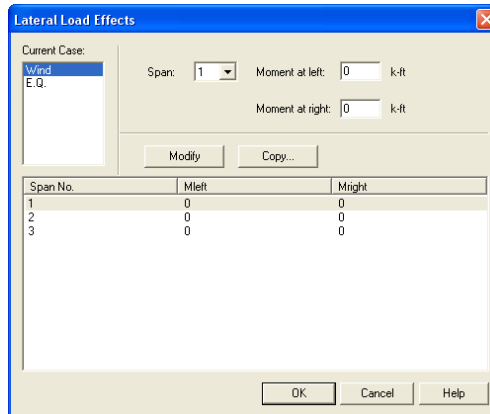 Lateral Load Effects
Current Case:
Wind
E.Q.
Span: 1 Moment at left: 0 k-ft
Moment at right: 0 k-ft
Modify Copy...
Span No. Mleft Mright
1 0 0
2 0 0
3 0 0
OK Cancel Help